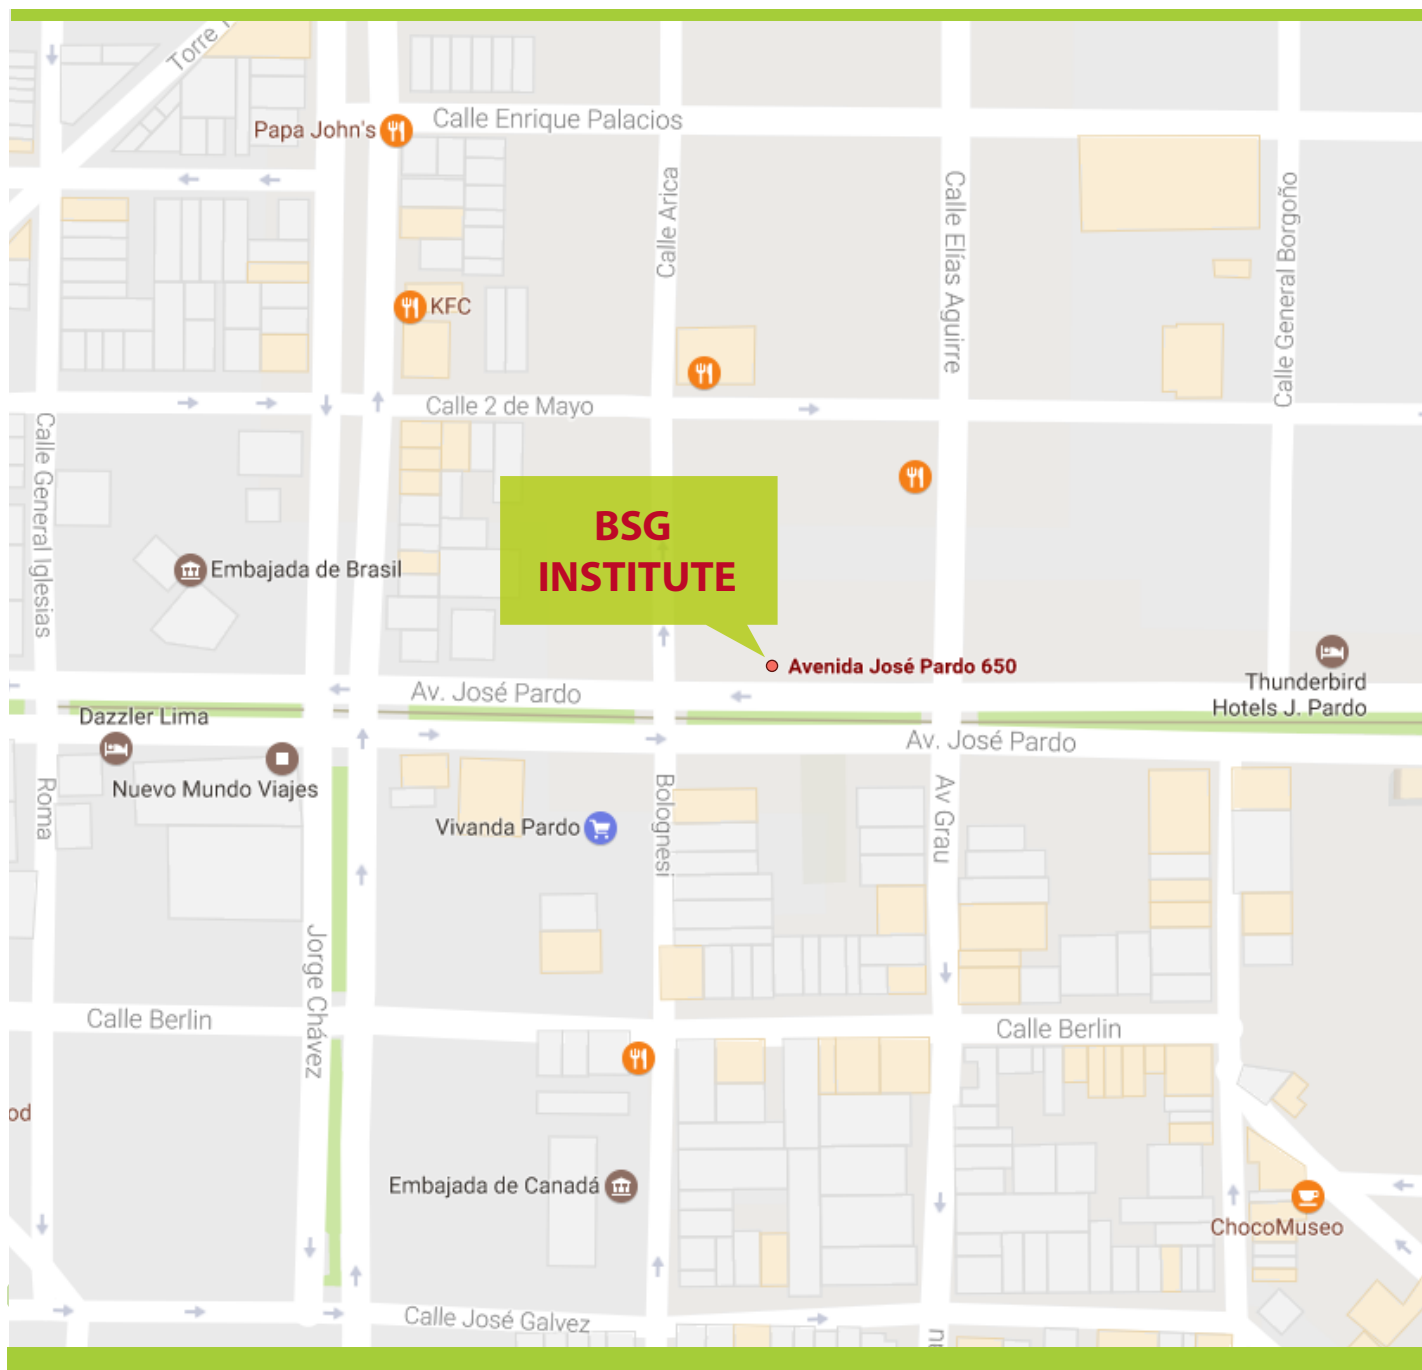 Torre
Papa John's
Calle Enrique Palacios
Calle Arica
Calle Elías Aguirre
Calle General Borgoño
KFC
Calle 2 de Mayo
Calle General Iglesias
BSG
INSTITUTE
Embajada de Brasil
Avenida José Pardo 650
Av. José Pardo
Thunderbird
Hotels J. Pardo
Dazzler Lima
Av. José Pardo
Nuevo Mundo Viajes
Roma
Vivanda Pardo
Bolognesi
Av Grau
Jorge Chávez
Calle Berlin
Calle Berlin
od
Embajada de Canadá
ChocoMuseo
Calle José Galvez